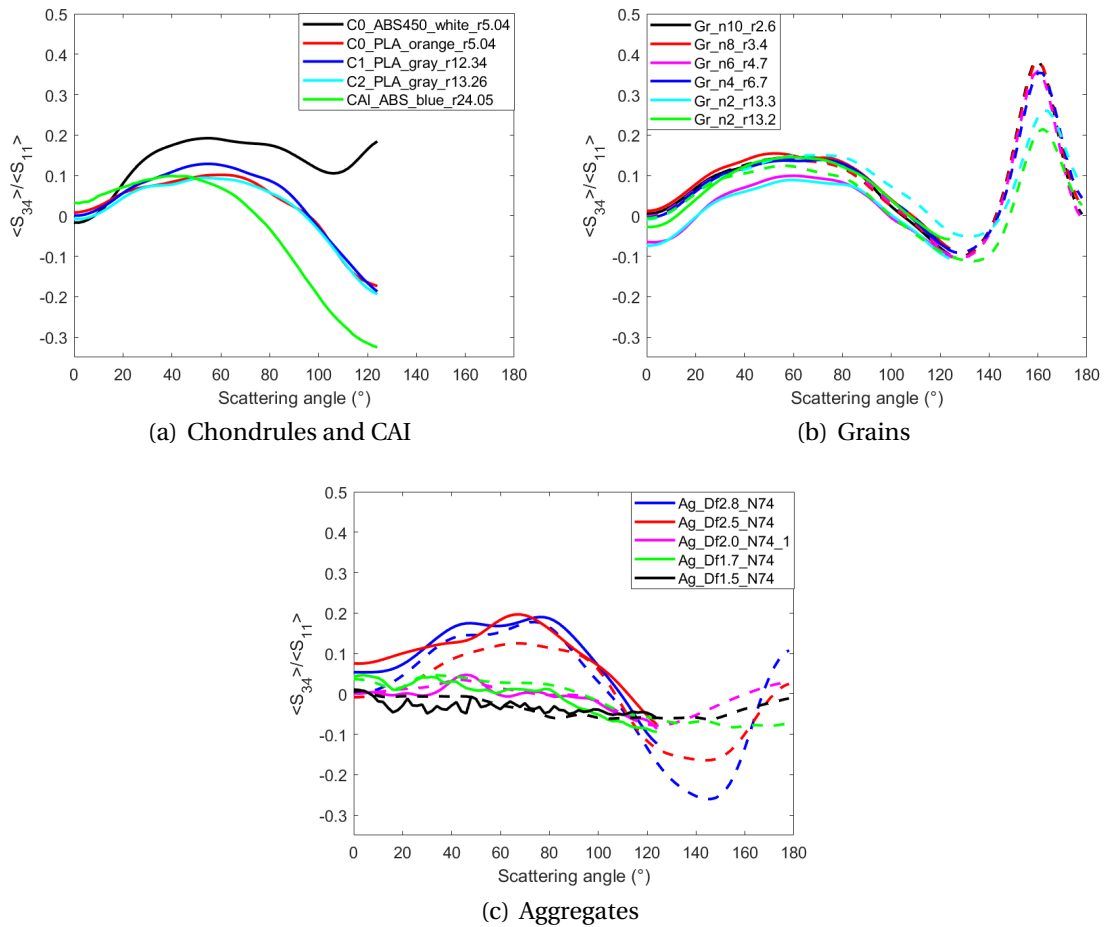 0.5
0.4
0.3
0.2
0.1
0
-0.1
-0.2
-0.3
<S34>/<S11>
C0_ABS450_white_r5.04
C0_PLA_orange_r5.04
C1_PLA_gray_r12.34
C2_PLA_gray_r13.26
CAI_ABS_blue_r24.05
0 20 40 60 80 100 120 140 160 180
Scattering angle (°)
(a) Chondrules and CAI
0.5
0.4
0.3
0.2
0.1
0
-0.1
-0.2
-0.3
<S34>/<S11>
Gr_n10_r2.6
Gr_n8_r3.4
Gr_n6_r4.7
Gr_n4_r6.7
Gr_n2_r13.3
Gr_n2_r13.2
0 20 40 60 80 100 120 140 160 180
Scattering angle (°)
(b) Grains
0.5
0.4
0.3
0.2
0.1
0
-0.1
-0.2
-0.3
<S34>/<S11>
Ag_Df2.8_N74
Ag_Df2.5_N74
Ag_Df2.0_N74_1
Ag_Df1.7_N74
Ag_Df1.5_N74
0 20 40 60 80 100 120 140 160 180
Scattering angle (°)
(c) Aggregates